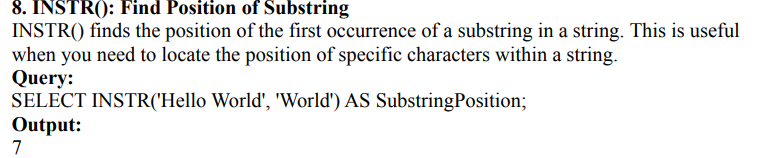 8. INSTR(): Find Position of Substring
INSTR() finds the position of the first occurrence of a substring in a string. This is useful
when you need to locate the position of specific characters within a string.
Query:
SELECT INSTR('Hello World', 'World') AS SubstringPosition;
Output:
7